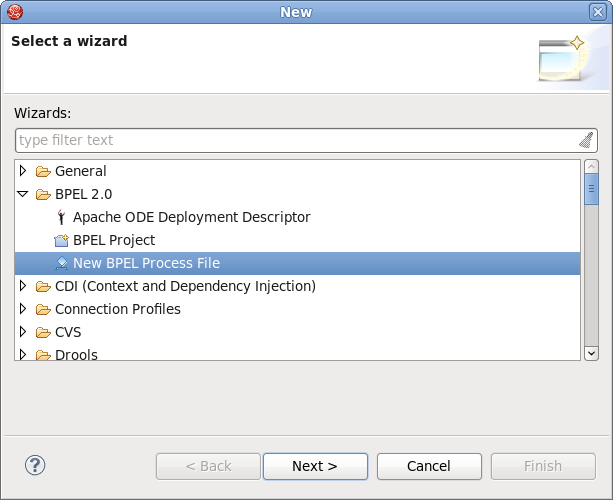 New
Select a wizard
Wizards:
type filter text
General
BPEL 2.0
Apache ODE Deployment Descriptor
BPEL Project
New BPEL Process File
CDI (Context and Dependency Injection)
Connection Profiles
CVS
Drools
< Back Next > Cancel Finish